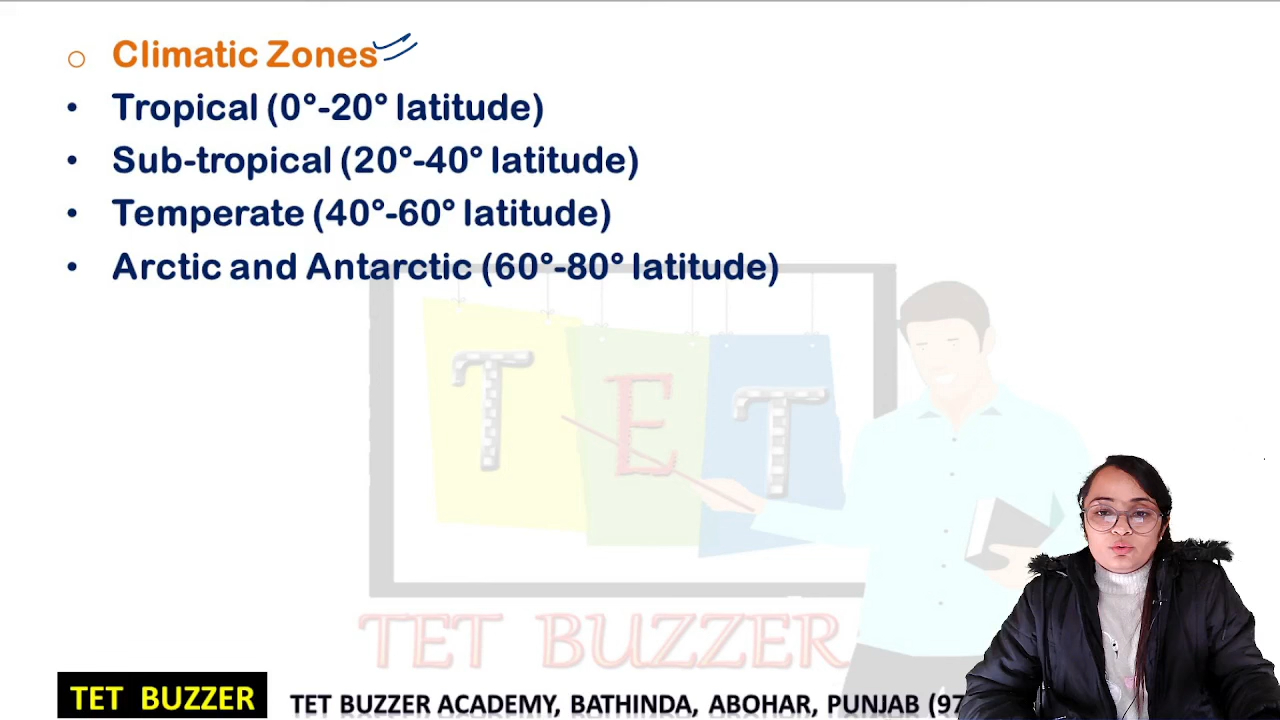 Climatic Zones
Tropical (0°-20° latitude)
Sub-tropical (20°-40° latitude)
Temperate (40°-60° latitude)
Arctic and Antarctic (60°-80° latitude)
T E T
TET BUZZER
TET BUZZER
TET BUZZER ACADEMY, BATHINDA, ABOHAR, PUNJAB (97